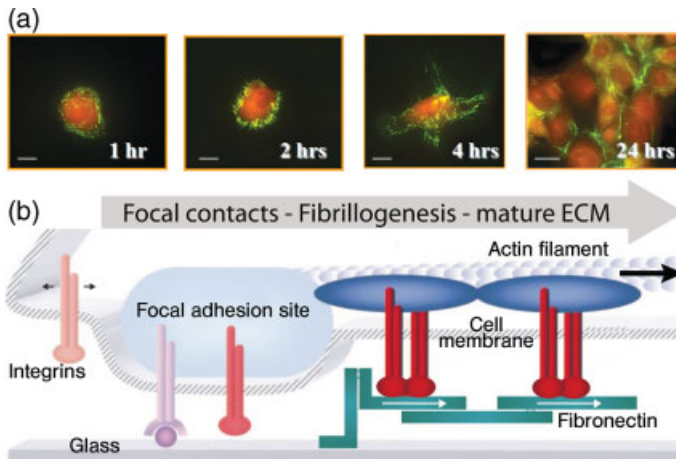 (a)
1 hr
2 hrs
4 hrs
24 hrs
(b)
Focal contacts - Fibrillogenesis - mature ECM
Actin filament
Focal adhesion site
Cell
membrane
Integrins
Fibronectin
Glass